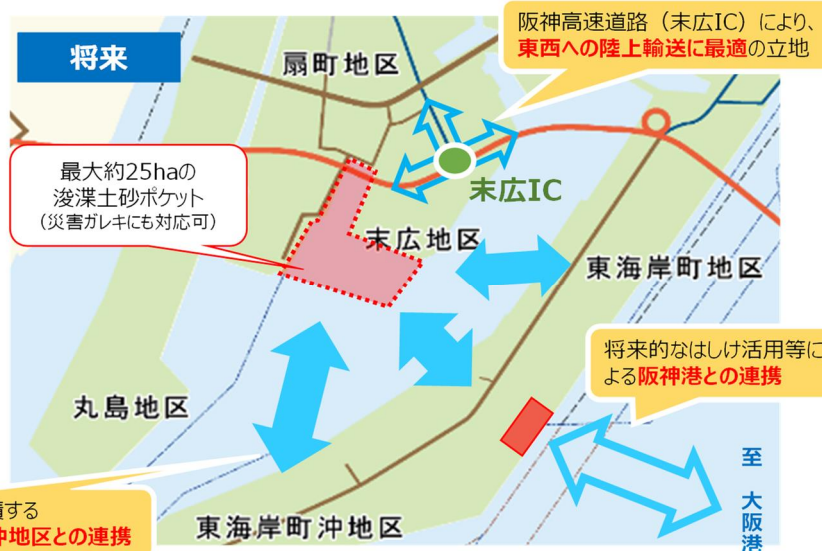 将来
扇町地区
阪神高速道路（末広IC）により、
東西への陸上輸送に最適の立地
最大約25haの
浚渫土砂ポケット
（災害ガレキにも対応可）
末広IC
末広地区
東海岸町地区
将来的なはしけ活用等に
よる阪神港との連携
丸島地区
至 大阪港
する
沖地区との連携
東海岸町沖地区